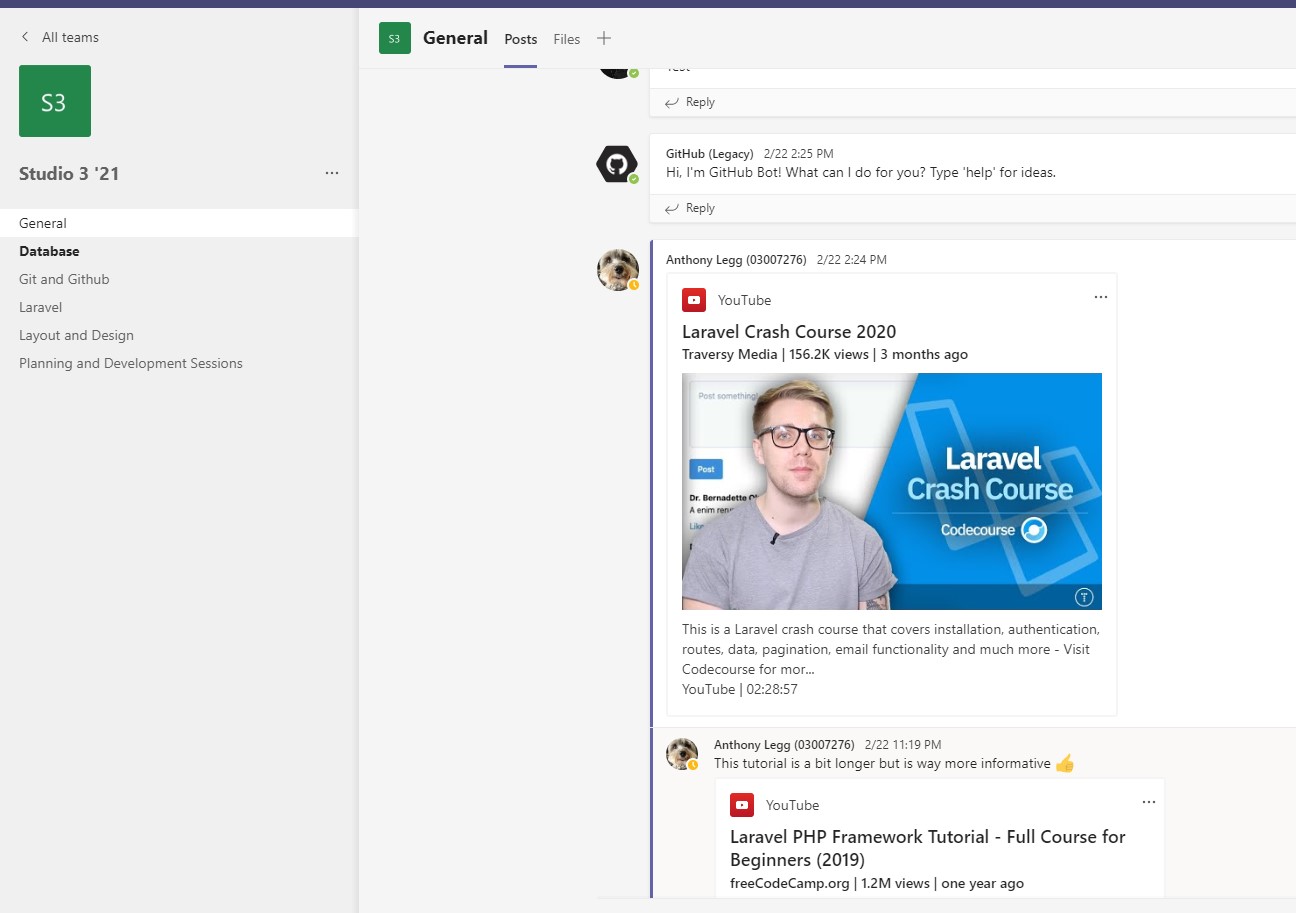 All teams
S3
Studio 3 '21
General
Database
Git and Github
Laravel
Layout and Design
Planning and Development Sessions
S3
General
Posts
Files
Reply
GitHub (Legacy) 2/22 2:25 PM
Hi, I'm GitHub Bot! What can I do for you? Type 'help' for ideas.
Reply
Anthony Legg (03007276) 2/22 2:24 PM
YouTube
Laravel Crash Course 2020
Traversy Media | 156.2K views | 3 months ago
Post something!
Post
Dr. Bernadette
A enim
Laravel
Crash Course
Codecourse
This is a Laravel crash course that covers installation, authentication,
routes, data, pagination, email functionality and much more - Visit
Codecourse for mor...
YouTube | 02:28:57
Anthony Legg (03007276) 2/22 11:19 PM
This tutorial is a bit longer but is way more informative 👍
YouTube
Laravel PHP Framework Tutorial - Full Course for
Beginners (2019)
freeCodeCamp.org | 1.2M views | one year ago